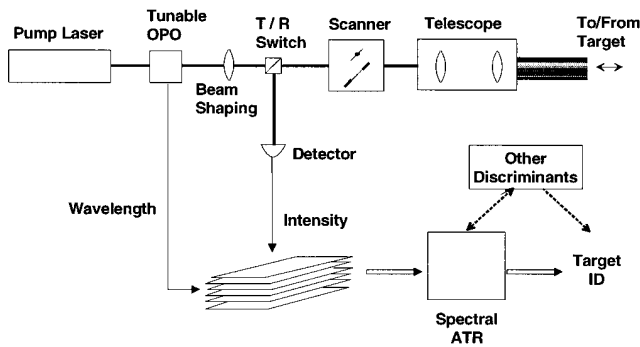 Pump Laser
Tunable
OPO
T / R
Switch
Scanner
Telescope
To/From
Target
Beam
Shaping
Detector
Wavelength
Intensity
Other
Discriminants
Spectral
ATR
Target
ID